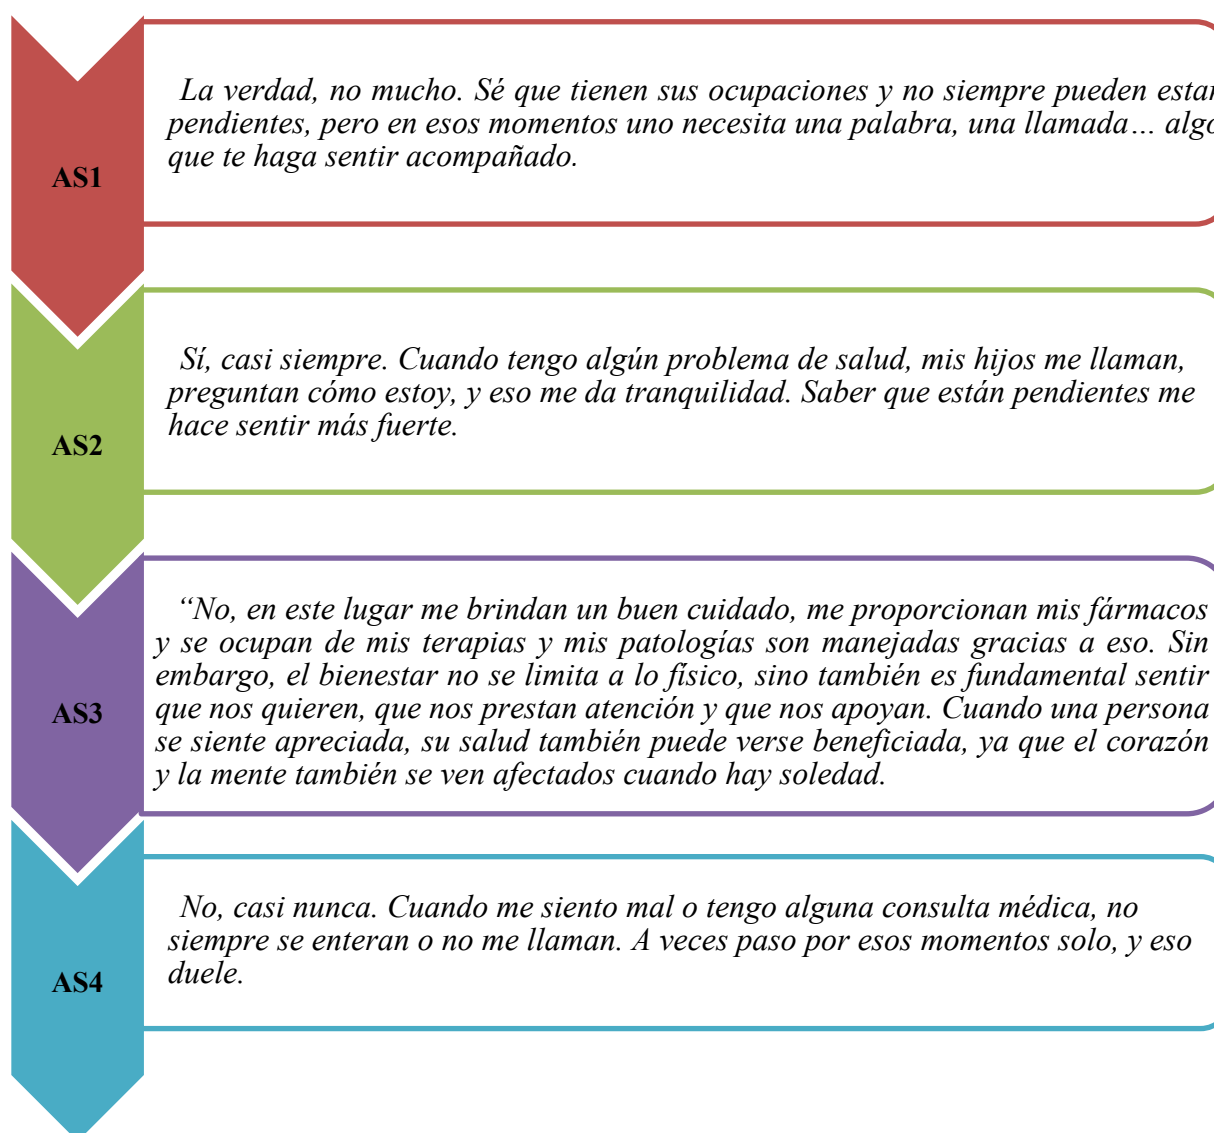 La verdad, no mucho. Sé que tienen sus ocupaciones y no siempre pueden estar
pendientes, pero en esos momentos uno necesita una palabra, una llamada… algo
que te haga sentir acompañado.
AS1
Sí, casi siempre. Cuando tengo algún problema de salud, mis hijos me llaman,
preguntan cómo estoy, y eso me da tranquilidad. Saber que están pendientes me
hace sentir más fuerte.
AS2
“No, en este lugar me brindan un buen cuidado, me proporcionan mis fármacos
y se ocupan de mis terapias y mis patologías son manejadas gracias a eso. Sin
embargo, el bienestar no se limita a lo físico, sino también es fundamental sentir
que nos quieren, que nos prestan atención y que nos apoyan. Cuando una persona
se siente apreciada, su salud también puede verse beneficiada, ya que el corazón
y la mente también se ven afectados cuando hay soledad.
AS3
No, casi nunca. Cuando me siento mal o tengo alguna consulta médica, no
siempre se enteran o no me llaman. A veces paso por esos momentos solo, y eso
duele.
AS4